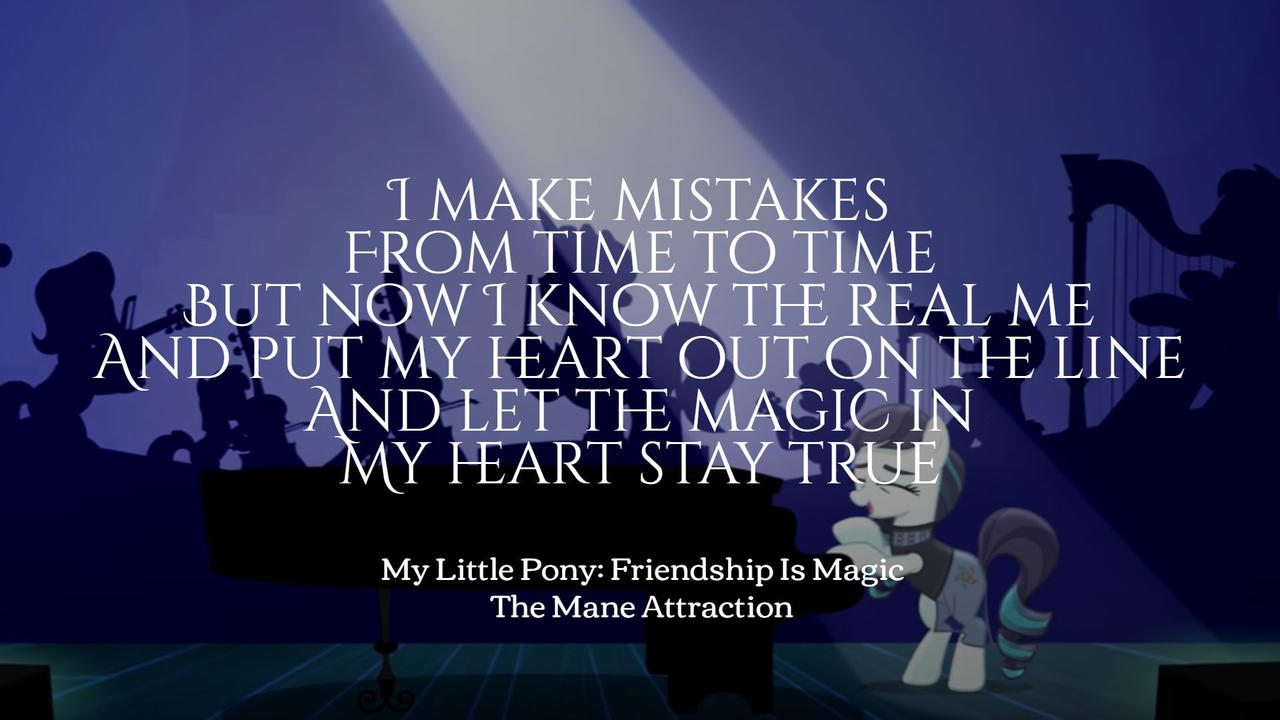 I make mistakes
From time to time
But now I know the real me
And put my heart out on the line
And let the magic in
My heart stay true
My Little Pony: Friendship Is Magic
The Mane Attraction